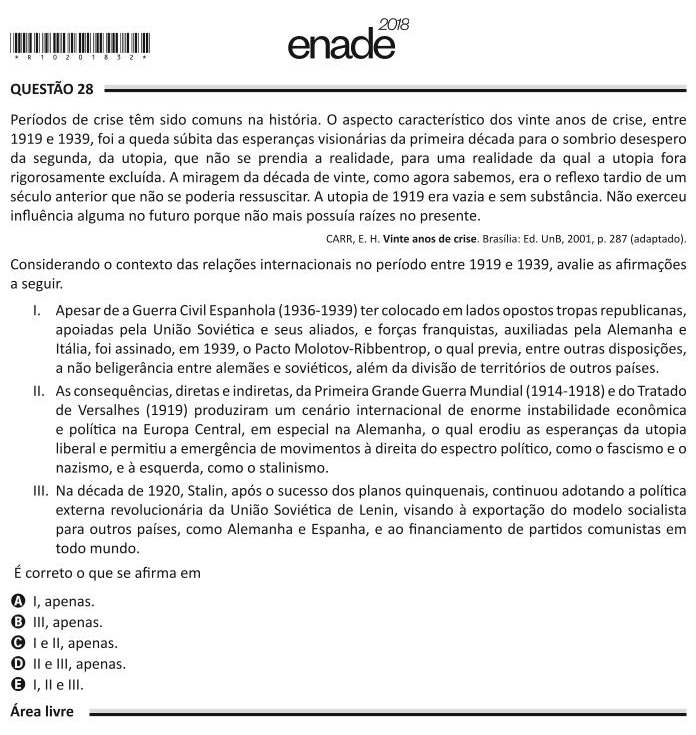 *R10201832*
enade2018
QUESTÃO 28
Períodos de crise têm sido comuns na história. O aspecto característico dos vinte anos de crise, entre
1919 e 1939, foi a queda súbita das esperanças visionárias da primeira década para o sombrio desespero
da segunda, da utopia, que não se prendia a realidade, para uma realidade da qual a utopia fora
rigorosamente excluída. A miragem da década de vinte, como agora sabemos, era o reflexo tardio de um
século anterior que não se poderia ressuscitar. A utopia de 1919 era vazia e sem substância. Não exerceu
influência alguma no futuro porque não mais possuía raízes no presente.
CARR, E. H. Vinte anos de crise. Brasília: Ed. UnB, 2001, p. 287 (adaptado).
Considerando o contexto das relações internacionais no período entre 1919 e 1939, avalie as afirmações
a seguir.
I. Apesar de a Guerra Civil Espanhola (1936-1939) ter colocado em lados opostos tropas republicanas,
apoiadas pela União Soviética e seus aliados, e forças franquistas, auxiliadas pela Alemanha e
Itália, foi assinado, em 1939, o Pacto Molotov-Ribbentrop, o qual previa, entre outras disposições,
a não beligerância entre alemães e soviéticos, além da divisão de territórios de outros países.
II. As consequências, diretas e indiretas, da Primeira Grande Guerra Mundial (1914-1918) e do Tratado
de Versalhes (1919) produziram um cenário internacional de enorme instabilidade econômica
e política na Europa Central, em especial na Alemanha, o qual erodiu as esperanças da utopia
liberal e permitiu a emergência de movimentos à direita do espectro político, como o fascismo e o
nazismo, e à esquerda, como o stalinismo.
III. Na década de 1920, Stalin, após o sucesso dos planos quinquenais, continuou adotando a política
externa revolucionária da União Soviética de Lenin, visando à exportação do modelo socialista
para outros países, como Alemanha e Espanha, e ao financiamento de partidos comunistas em
todo mundo.
É correto o que se afirma em
A I, apenas.
B III, apenas.
C I e II, apenas.
D II e III, apenas.
E I, II e III.
Área livre